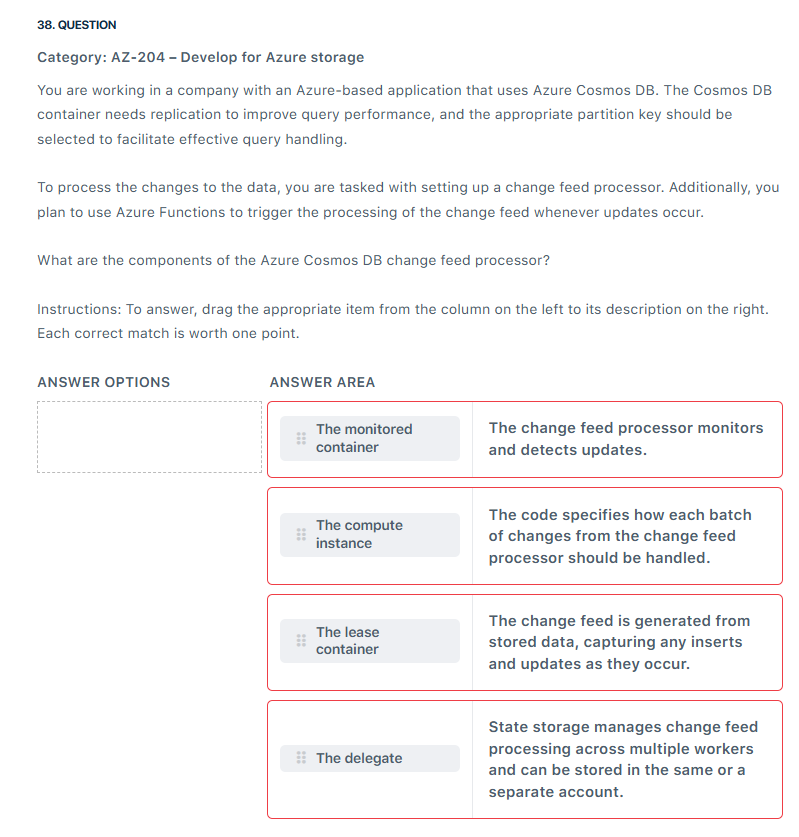 38. QUESTION
Category: AZ-204 – Develop for Azure storage
You are working in a company with an Azure-based application that uses Azure Cosmos DB. The Cosmos DB
container needs replication to improve query performance, and the appropriate partition key should be
selected to facilitate effective query handling.
To process the changes to the data, you are tasked with setting up a change feed processor. Additionally, you
plan to use Azure Functions to trigger the processing of the change feed whenever updates occur.
What are the components of the Azure Cosmos DB change feed processor?
Instructions: To answer, drag the appropriate item from the column on the left to its description on the right.
Each correct match is worth one point.
ANSWER OPTIONS
ANSWER AREA
The monitored
container
The change feed processor monitors
and detects updates.
The compute
instance
The code specifies how each batch
of changes from the change feed
processor should be handled.
The lease
container
The change feed is generated from
stored data, capturing any inserts
and updates as they occur.
The delegate
State storage manages change feed
processing across multiple workers
and can be stored in the same or a
separate account.